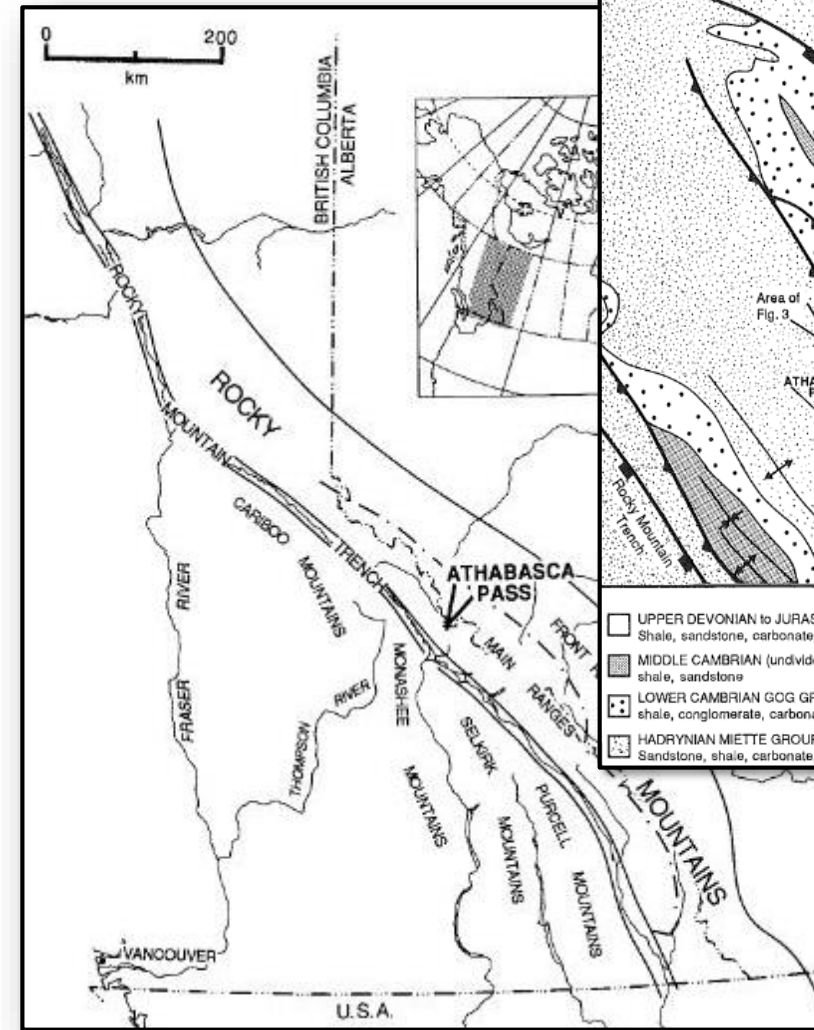 0 200
km
BRITISH COLUMBIA
ALBERTA
ROCKY
MOUNTAIN
TRENCH
ROCKY
MOUNTAINS
CARIBOO
MOUNTAINS
ATHABASCA
PASS
FRONT
MAIN
RANGES
MONASHEE
MOUNTAINS
SELKIRK
MOUNTAINS
PURCELL
MOUNTAINS
FRASER
RIVER
THOMPSON
RIVER
VANCOUVER
U.S.A.
Area of
Fig. 3
Rocky Mountain
Trench
UPPER DEVONIAN to
Shale, sandstone, carbonate
MIDDLE CAMBRIAN
shale, sandstone
LOWER CAMBRIAN GOG
shale, conglomerate,
HADRYNIAN MIETTE
Sandstone, shale, carbonate